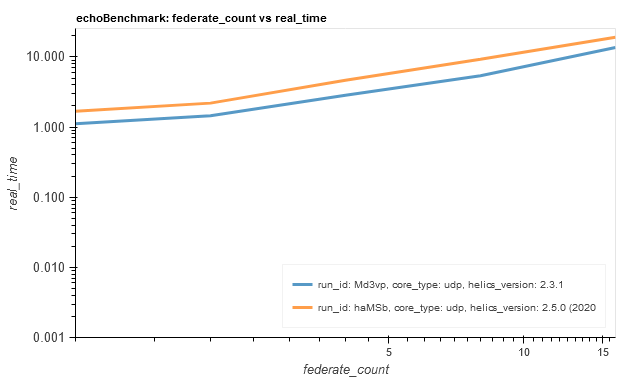 echoBenchmark: federate_count vs real_time
10.000
1.000
0.100
0.010
0.001
real_time
run_id: Md3vp, core_type: udp, helics_version: 2.3.1
run_id: haMSb, core_type: udp, helics_version: 2.5.0 (2020
5
10
15
federate_count